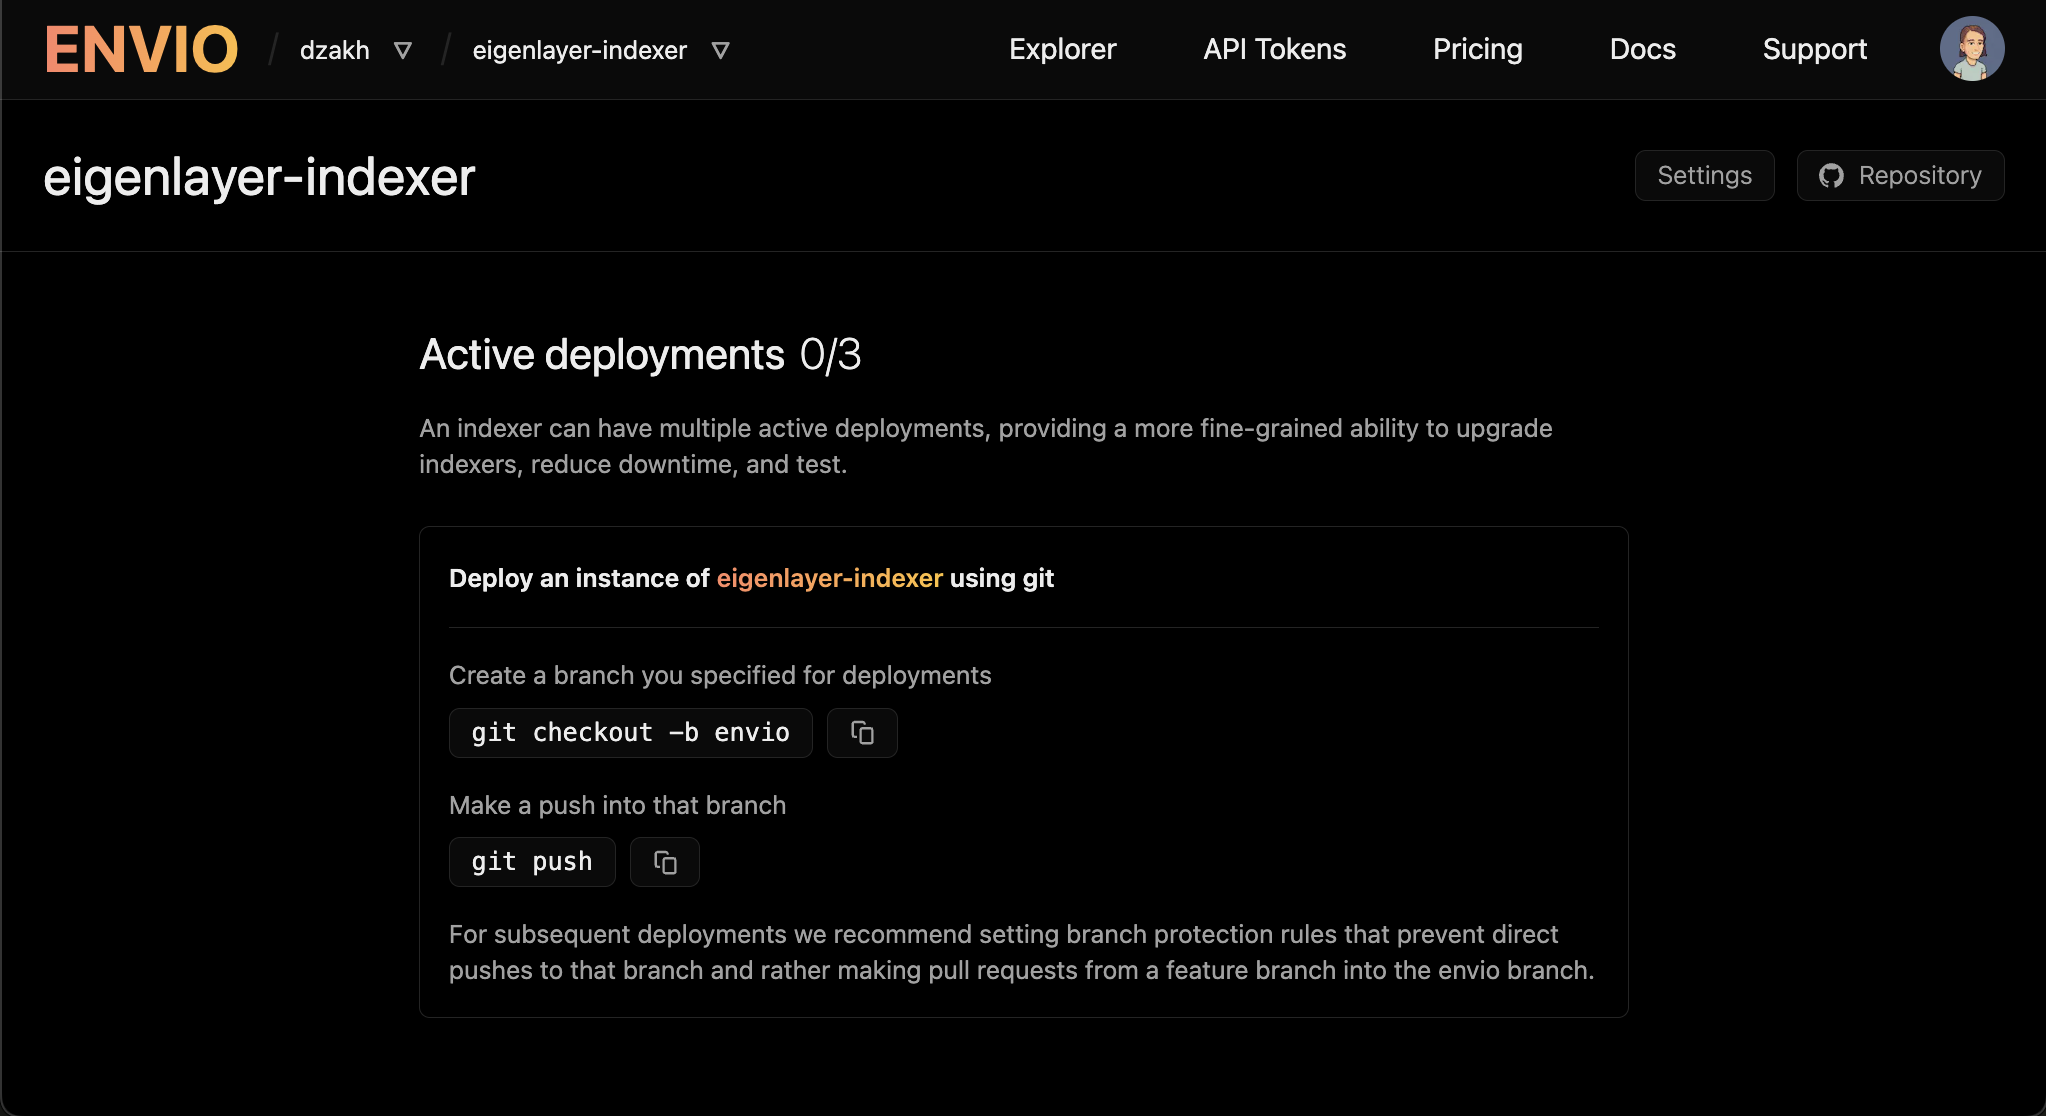 ENVIO / dzakh ▽ / eigenlayer-indexer ▽ Explorer API Tokens Pricing Docs Support
eigenlayer-indexer Settings Repository
Active deployments 0/3
An indexer can have multiple active deployments, providing a more fine-grained ability to upgrade
indexers, reduce downtime, and test.
Deploy an instance of eigenlayer-indexer using git
Create a branch you specified for deployments
git checkout -b envio
Make a push into that branch
git push
For subsequent deployments we recommend setting branch protection rules that prevent direct
pushes to that branch and rather making pull requests from a feature branch into the envio branch.